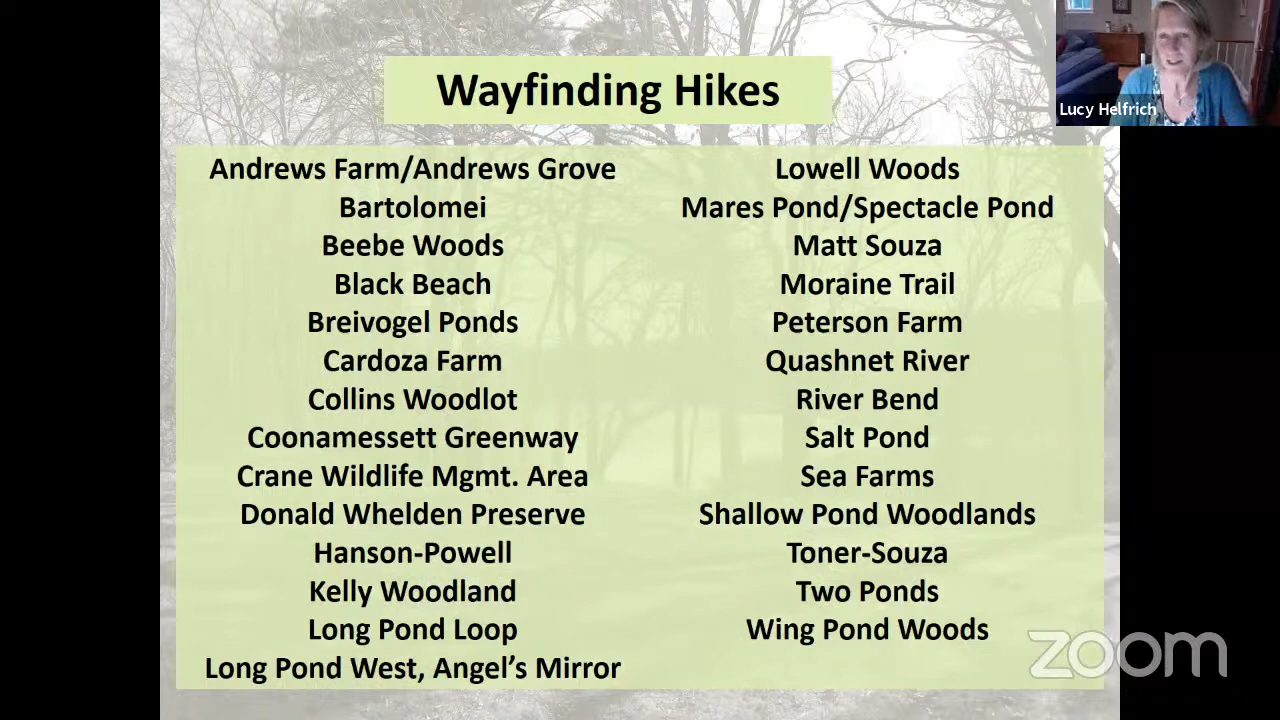 Wayfinding Hikes
Lucy Helfrich
Andrews Farm/Andrews Grove
Bartolomei
Beebe Woods
Black Beach
Breivogel Ponds
Cardoza Farm
Collins Woodlot
Coonamessett Greenway
Crane Wildlife Mgmt. Area
Donald Whelden Preserve
Hanson-Powell
Kelly Woodland
Long Pond Loop
Long Pond West, Angel’s Mirror
Lowell Woods
Mares Pond/Spectacle Pond
Matt Souza
Moraine Trail
Peterson Farm
Quashnet River
River Bend
Salt Pond
Sea Farms
Shallow Pond Woodlands
Toner-Souza
Two Ponds
Wing Pond Woods
zoom